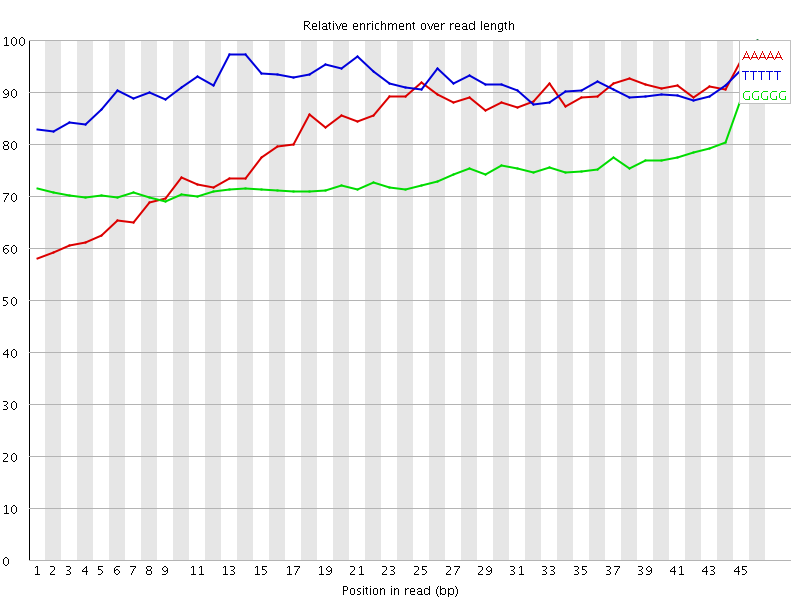 Relative enrichment over read length
100
90
80
70
60
50
40
30
20
10
0
AAAAA
TTTTT
GGGGG
1 2 3 4 5 6 7 8 9 11 13 15 17 19 21 23 25 27 29 31 33 35 37 39 41 43 45
Position in read (bp)